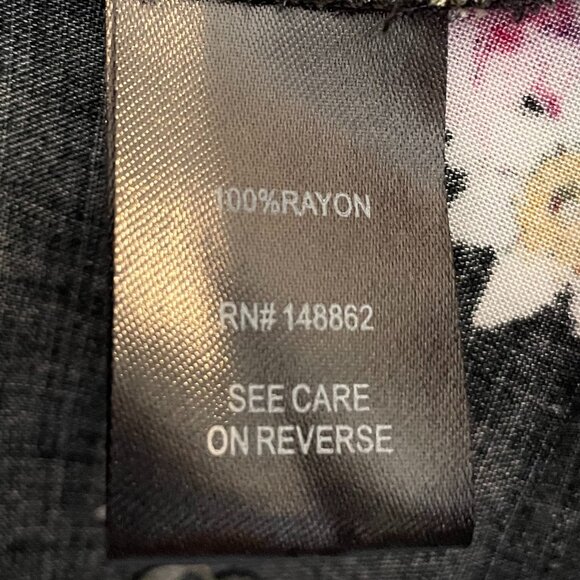 100%RAYON
RN# 148862
SEE CARE
ON REVERSE